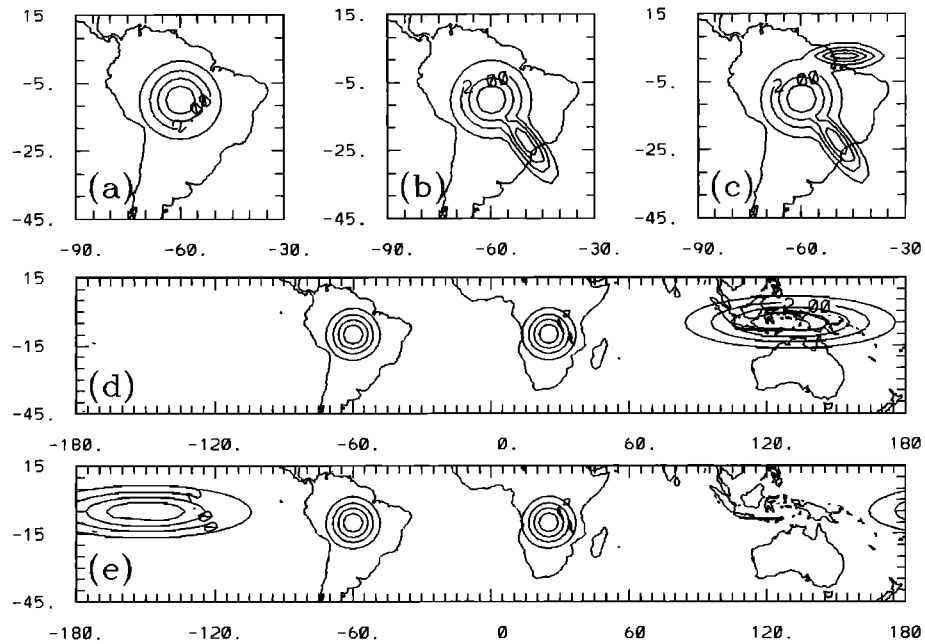 15 15 15
-5. -5. -5.
-25. -25. -25.
-45. -45. -45.
(a) (b) (c)
2.00 2.00
-90. -60. -30 -90. -60. -30 -90. -60. -30
15
-15.
-45.
(d)
2.00
-180. -120. -60. 0. 60. 120. 180
15
-15.
-45.
(e)
-180. -120. -60. 0 60. 120. 180